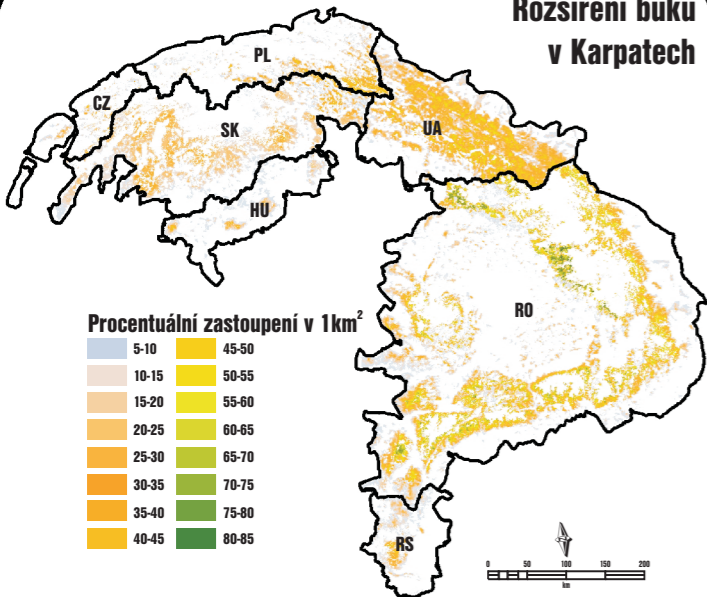 Rozšíření buku
v Karpatech
PL
CZ
SK
UA
HU
RO
RS
Procentuální zastoupení v 1km²
5-10 45-50
10-15 50-55
15-20 55-60
20-25 60-65
25-30 65-70
30-35 70-75
35-40 75-80
40-45 80-85
0 50 100 150 200
km